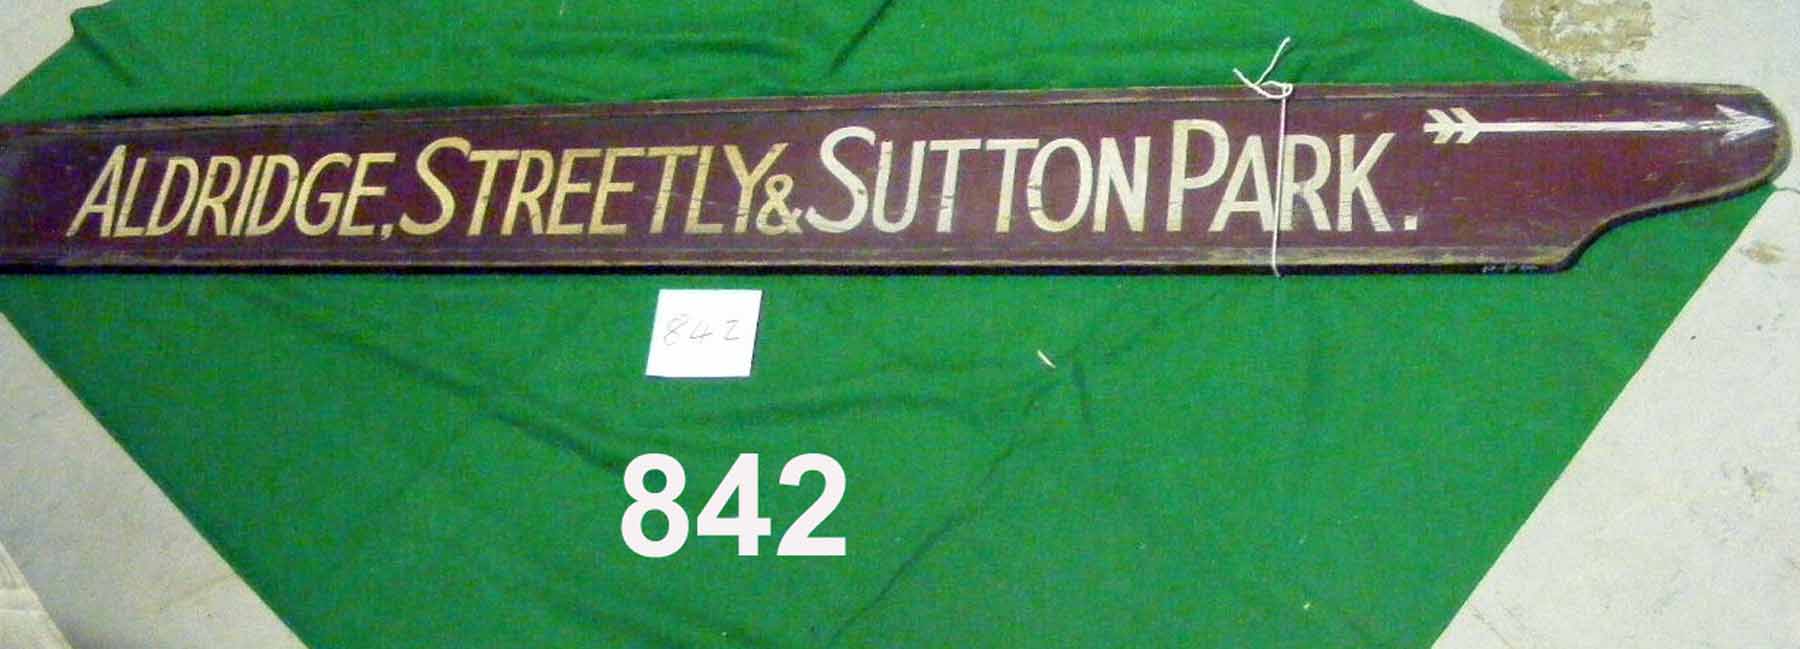 ALDRIDGE, STREETLY & SUTTON PARK.
842
842